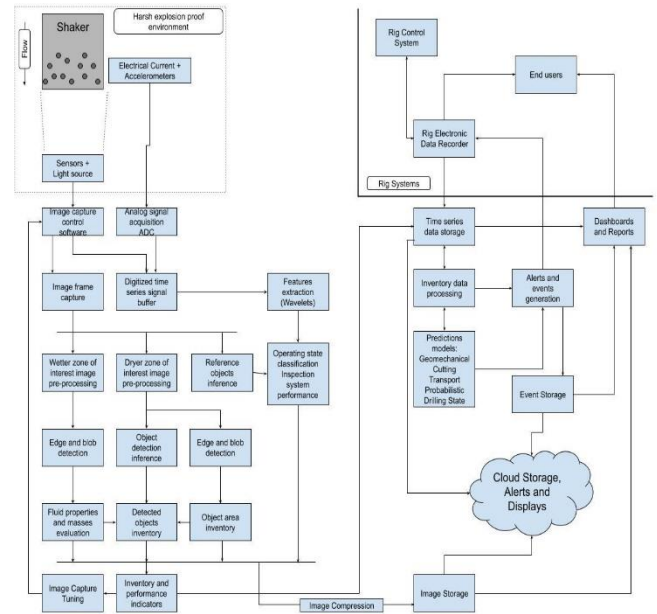 Harsh explosion proof
environment
Shaker
Flow
Electrical Current +
Accelerometers
Sensors +
Light source
Image capture
control
software
Analog signal
acquisition
ADC
Image frame
capture
Digitized time
series signal
buffer
Features
extraction
(Wavelets)
Wetter zone of
interest image
pre-processing
Dryer zone of
interest image
pre-processing
Reference
objects
inference
Operating state
classification
Inspection
system
performance
Edge and blob
detection
Object
detection
inference
Edge and blob
detection
Fluid properties
and masses
evaluation
Detected
objects
inventory
Object area
inventory
Image Capture
Tuning
Inventory and
performance
indicators
Image Compression
Rig Control
System
End users
Rig Electronic
Data Recorder
Rig Systems
Time series
data storage
Dashboards
and Reports
Inventory data
processing
Alerts and
events
generation
Predictions
models:
Geomechanical
Cutting
Transport
Probabilistic
Drilling State
Event Storage
Cloud Storage,
Alerts and
Displays
Image Storage